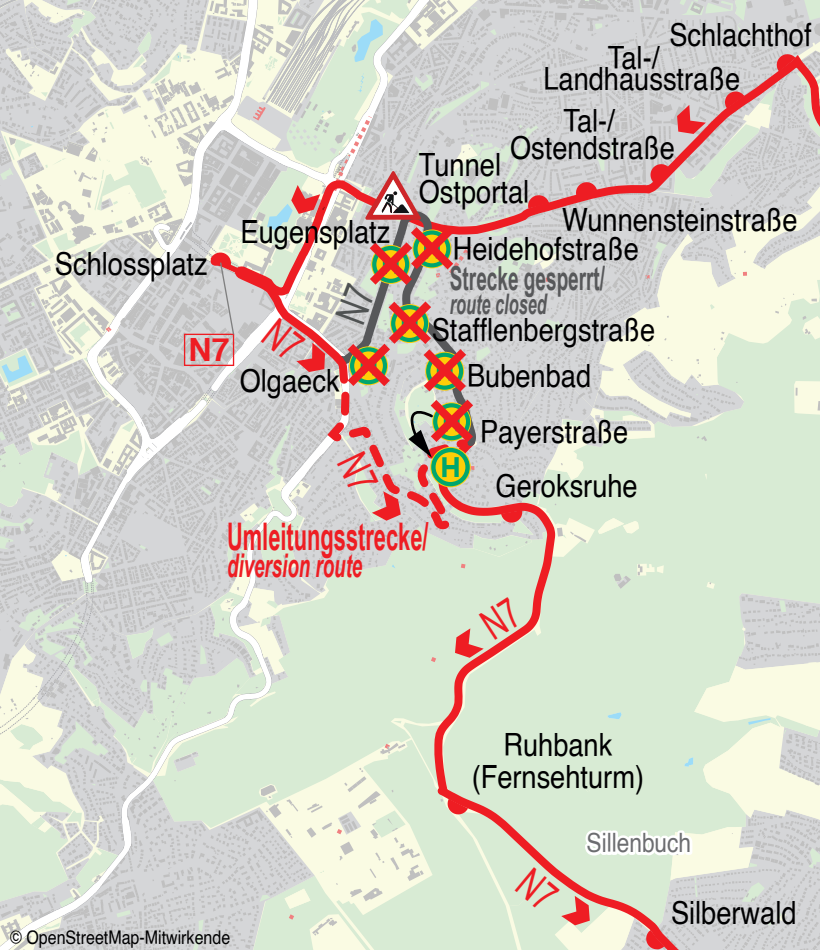 Schlachthof
Tal-/
Landhausstraße
Tal-/
Ostendstraße
Tunnel
Ostportal
Wunnensteinstraße
Eugensplatz
Heidehofstraße
Schlossplatz
Strecke gesperrt/
route closed
N7
Stafflenbergstraße
N7
N7
Olgaeck
Bubenbad
Payerstraße
H
N7
Geroksruhe
Umleitungsstrecke/
diversion route
N7
Ruhbank
(Fernsehturm)
Sillenbuch
N7
Silberwald
© OpenStreetMap-Mitwirkende